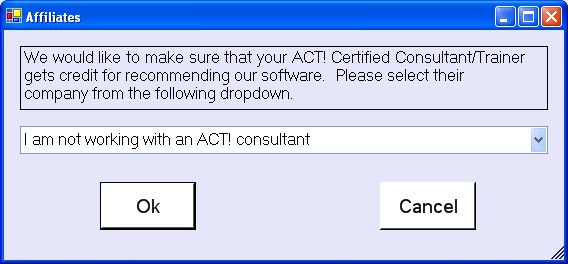 Affiliates
We would like to make sure that your ACT! Certified Consultant/Trainer
gets credit for recommending our software.  Please select their
company from the following dropdown.
I am not working with an ACT! consultant
Ok
Cancel